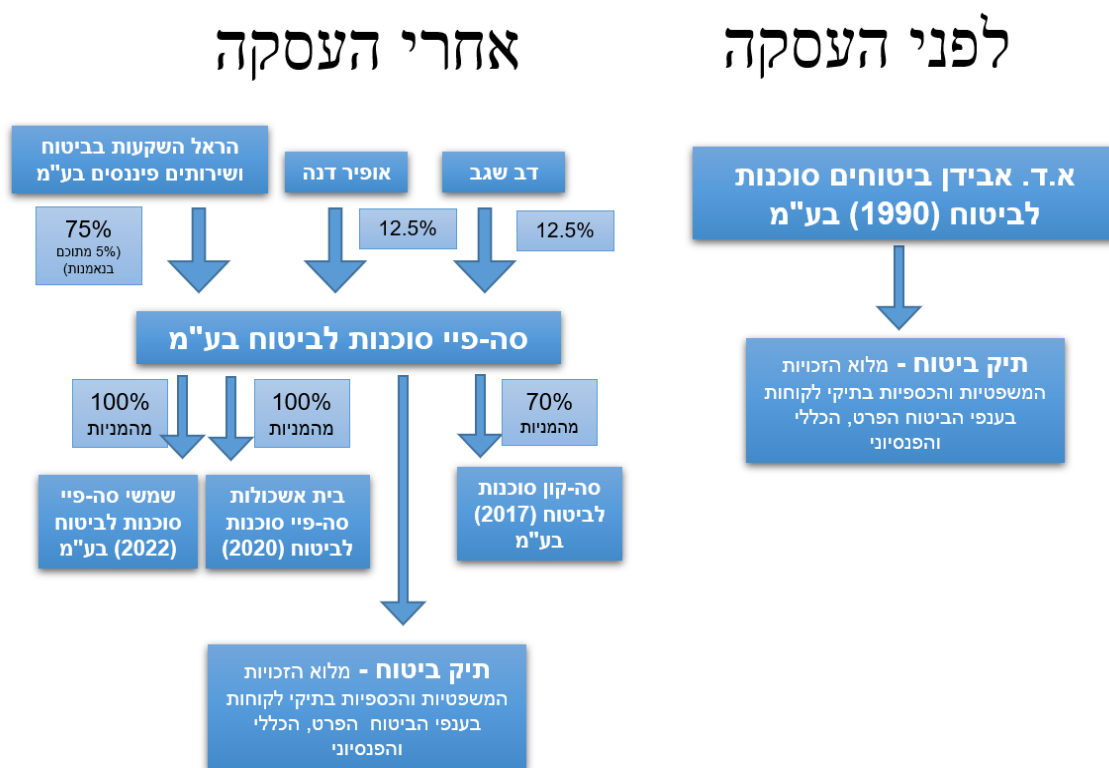 לפני העסקה
א.ד. אבידן ביטוחים סוכנות
לביטוח (1990) בע"מ
תיק ביטוח - מלוא הזכויות
המשפטיות והכספיות בתיקי לקוחות
בענפי הביטוח הפרט, הכללי
והפנסיוני
אחרי העסקה
דב שגב
אופיר דנה
הראל השקעות בביטוח
ושירותים פיננסים בע"מ
12.5%
12.5%
75%
(5% מתוכם
בנאמנות)
סה-פיי סוכנות לביטוח בע"מ
70%
מהמניות
100%
מהמניות
100%
מהמניות
סה-קון סוכנות
לביטוח (2017)
בע"מ
בית אשכולות
סה-פיי סוכנות
לביטוח (2020)
שמשי סה-פיי
סוכנות לביטוח
(2022) בע"מ
תיק ביטוח - מלוא הזכויות
המשפטיות והכספיות בתיקי לקוחות
בענפי הביטוח הפרט, הכללי
והפנסיוני